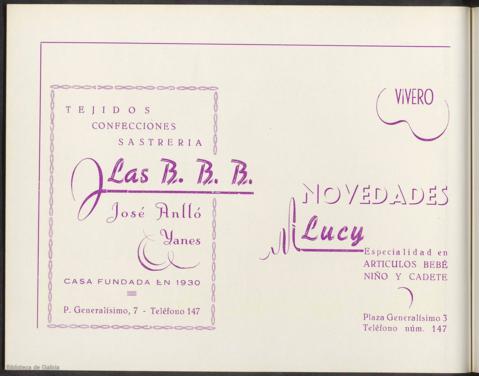 TEJIDOS
CONFECCIONES
SASTRERIA
Las B. B. B.
José Anlló
Yanes
CASA FUNDADA EN 1930
P. Generalísimo, 7 - Teléfono 147
VIVERO
NOVEDADES
Lucy
Especialidad en
ARTICULOS BEBÉ
NIÑO Y CADETE
Plaza Generalísimo 3
Teléfono núm. 147
Biblioteca de Galicia